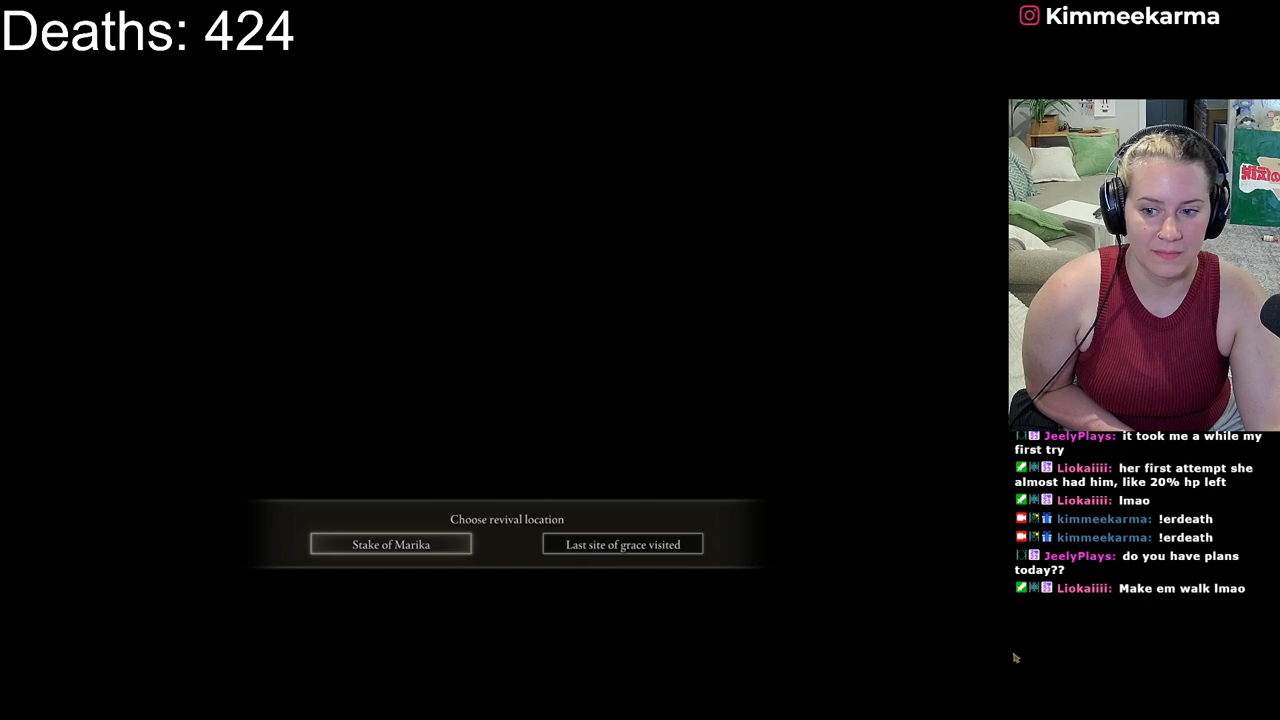 Deaths: 424
Kimmeekarma
JeelyPlays: it took me a while my
first try
Liokaiiii: her first attempt she
almost had him, like 20% hp left
Liokaiiii: lmao
kimmeekarma: !erdeath
kimmeekarma: !erdeath
JeelyPlays: do you have plans
today??
Liokaiiii: Make em walk lmao
Choose revival location
Stake of Marika
Last site of grace visited